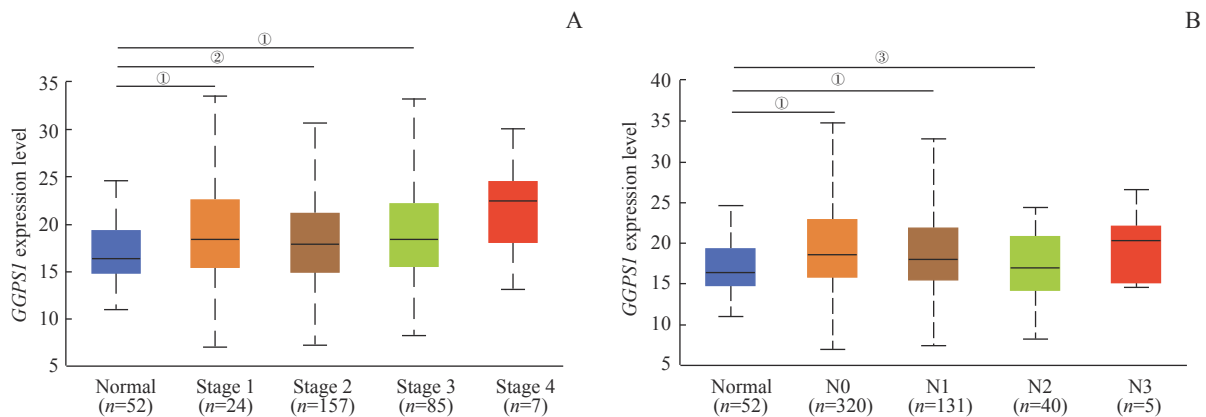 A
①
②
①
GGPS1 expression level
35
30
25
20
15
10
5
Normal
(n=52)
Stage 1
(n=24)
Stage 2
(n=157)
Stage 3
(n=85)
Stage 4
(n=7)
B
③
①
①
GGPS1 expression level
40
35
30
25
20
15
10
5
Normal
(n=52)
N0
(n=320)
N1
(n=131)
N2
(n=40)
N3
(n=5)